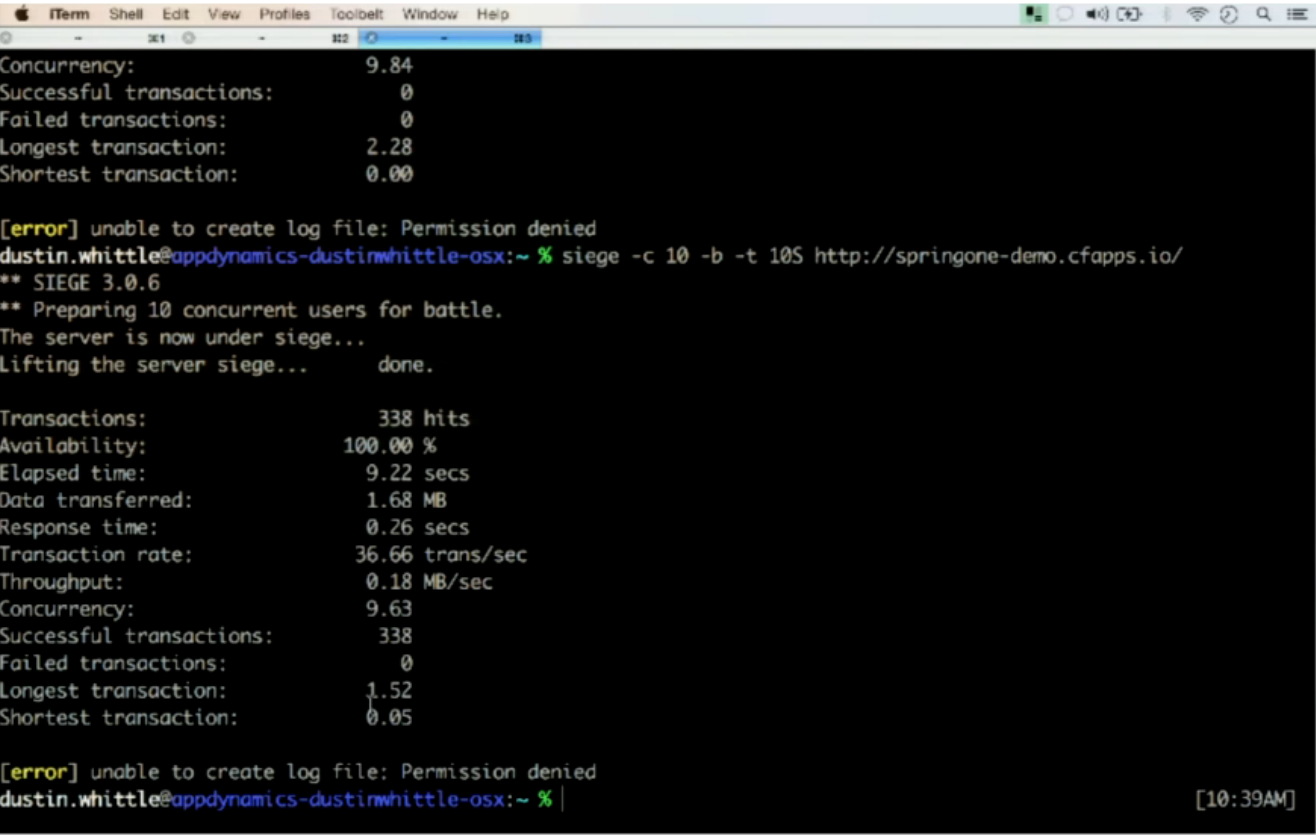 iTerm Shell Edit View Profiles Toolbelt Window Help
⌘1 ⌘2 ⌘3
Concurrency: 9.84
Successful transactions: 0
Failed transactions: 0
Longest transaction: 2.28
Shortest transaction: 0.00
[error] unable to create log file: Permission denied
dustin.whittle@appdynamics-dustinwhittle-osx:~ % siege -c 10 -b -t 10S http://springone-demo.cfapps.io/
** SIEGE 3.0.6
** Preparing 10 concurrent users for battle.
The server is now under siege...
Lifting the server siege... done.
Transactions: 338 hits
Availability: 100.00 %
Elapsed time: 9.22 secs
Data transferred: 1.68 MB
Response time: 0.26 secs
Transaction rate: 36.66 trans/sec
Throughput: 0.18 MB/sec
Concurrency: 9.63
Successful transactions: 338
Failed transactions: 0
Longest transaction: 1.52
Shortest transaction: 0.05
[error] unable to create log file: Permission denied
dustin.whittle@appdynamics-dustinwhittle-osx:~ % [10:39AM]